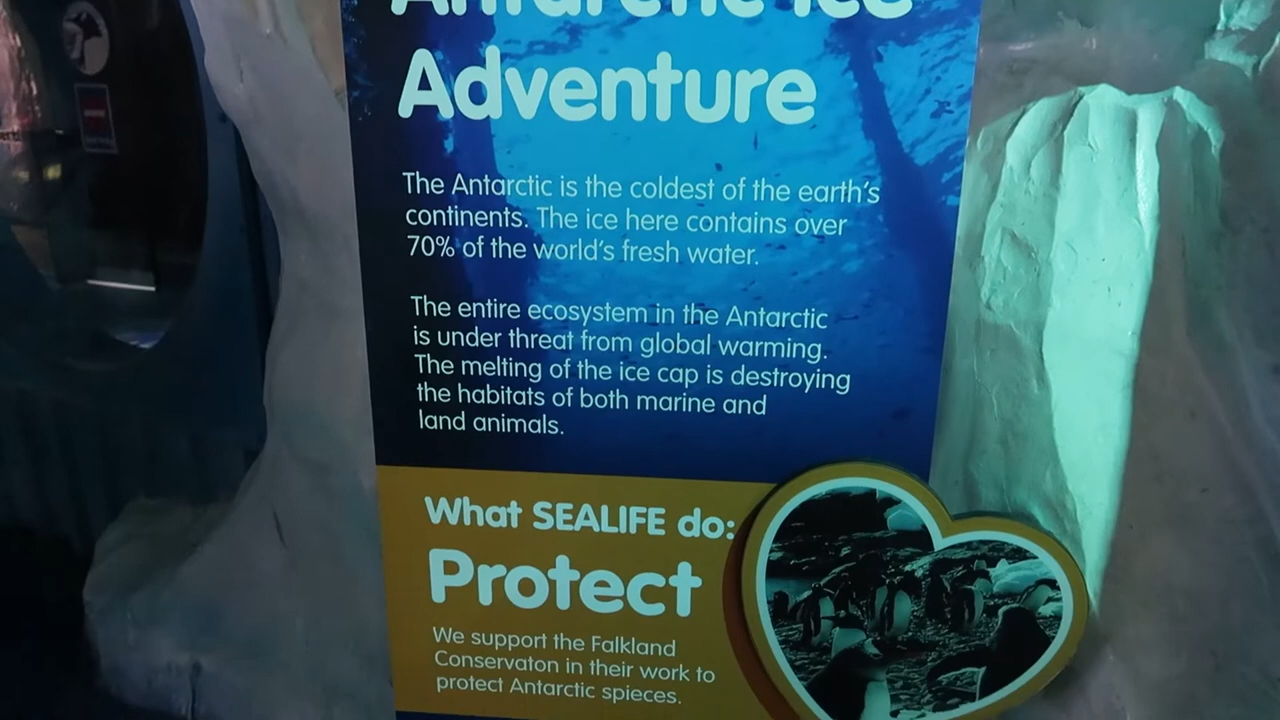 Antarctic Ice
Adventure
The Antarctic is the coldest of the earth's
continents. The ice here contains over
70% of the world's fresh water.
The entire ecosystem in the Antarctic
is under threat from global warming.
The melting of the ice cap is destroying
the habitats of both marine and
land animals.
What SEALIFE do:
Protect
We support the Falkland
Conservaton in their work to
protect Antarctic spieces.